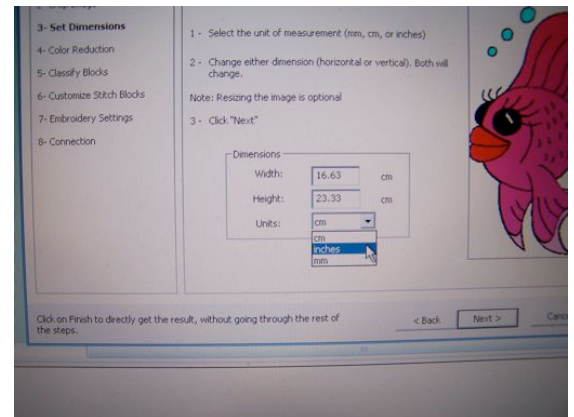 3- Set Dimensions
4- Color Reduction
5- Classify Blocks
6- Customize Stitch Blocks
7- Embroidery Settings
8- Connection
1 - Select the unit of measurement (mm, cm, or inches)
2 - Change either dimension (horizontal or vertical). Both will
change.
Note: Resizing the image is optional
3 - Click "Next"
Dimensions
Width: 16.63 cm
Height: 23.33 cm
Units: cm
cm
inches
mm
Click on Finish to directly get the result, without going through the rest of
the steps.
< Back Next >